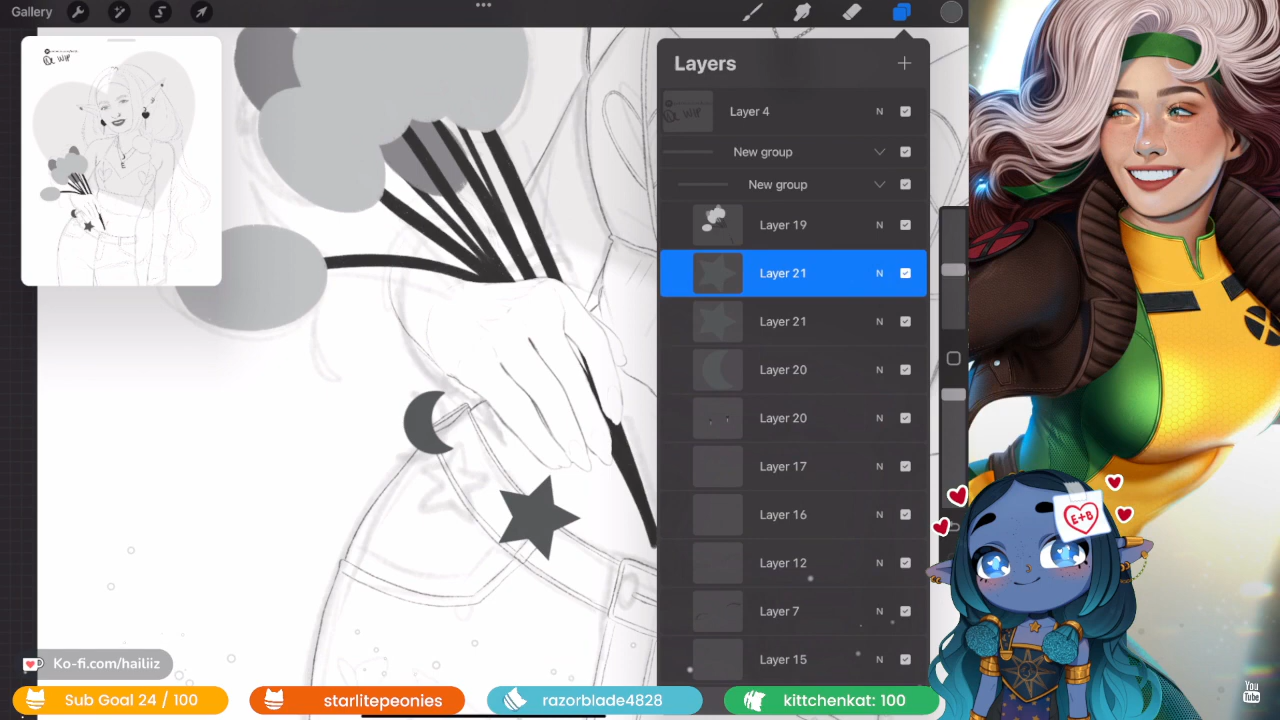 Gallery
Layers
Layer 4 N
New group
New group
Layer 19 N
Layer 21 N
Layer 21 N
Layer 20 N
Layer 20 N
Layer 17 N
Layer 16 N
Layer 12 N
Layer 7 N
Layer 15 N
E+B
Ko-fi.com/hailiiz
Sub Goal 24 / 100
starlitepeonies
razorblade4828
kittchenkat: 100
You
Tube